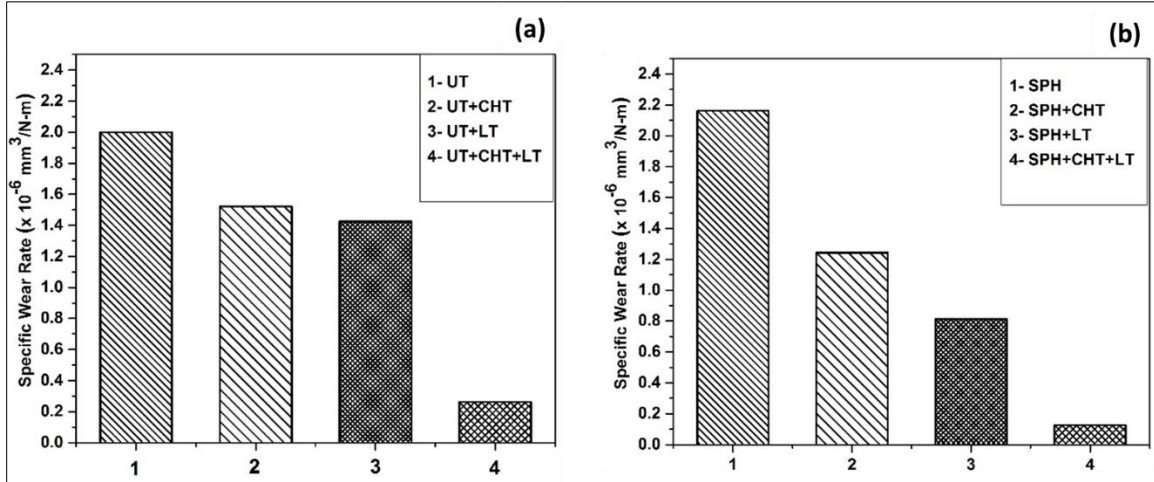 (a)
Specific Wear Rate (x 10⁻⁶ mm³/N-m)
2.4
2.2
2.0
1.8
1.6
1.4
1.2
1.0
0.8
0.6
0.4
0.2
0.0
1- UT
2- UT+CHT
3- UT+LT
4- UT+CHT+LT
1 2 3 4
(b)
Specific Wear Rate (x 10⁻⁶ mm³/N-m)
2.4
2.2
2.0
1.8
1.6
1.4
1.2
1.0
0.8
0.6
0.4
0.2
0.0
1- SPH
2- SPH+CHT
3- SPH+LT
4- SPH+CHT+LT
1 2 3 4